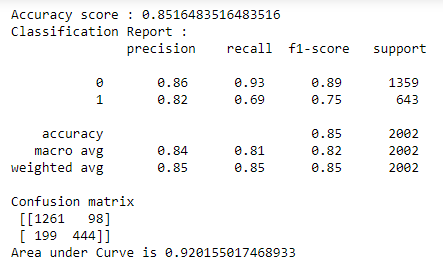 Accuracy score : 0.8516483516483516
Classification Report :
precision recall f1-score support
0 0.86 0.93 0.89 1359
1 0.82 0.69 0.75 643
accuracy 0.85 2002
macro avg 0.84 0.81 0.82 2002
weighted avg 0.85 0.85 0.85 2002
Confusion matrix
[[1261 98]
[ 199 444]]
Area under Curve is 0.920155017468933